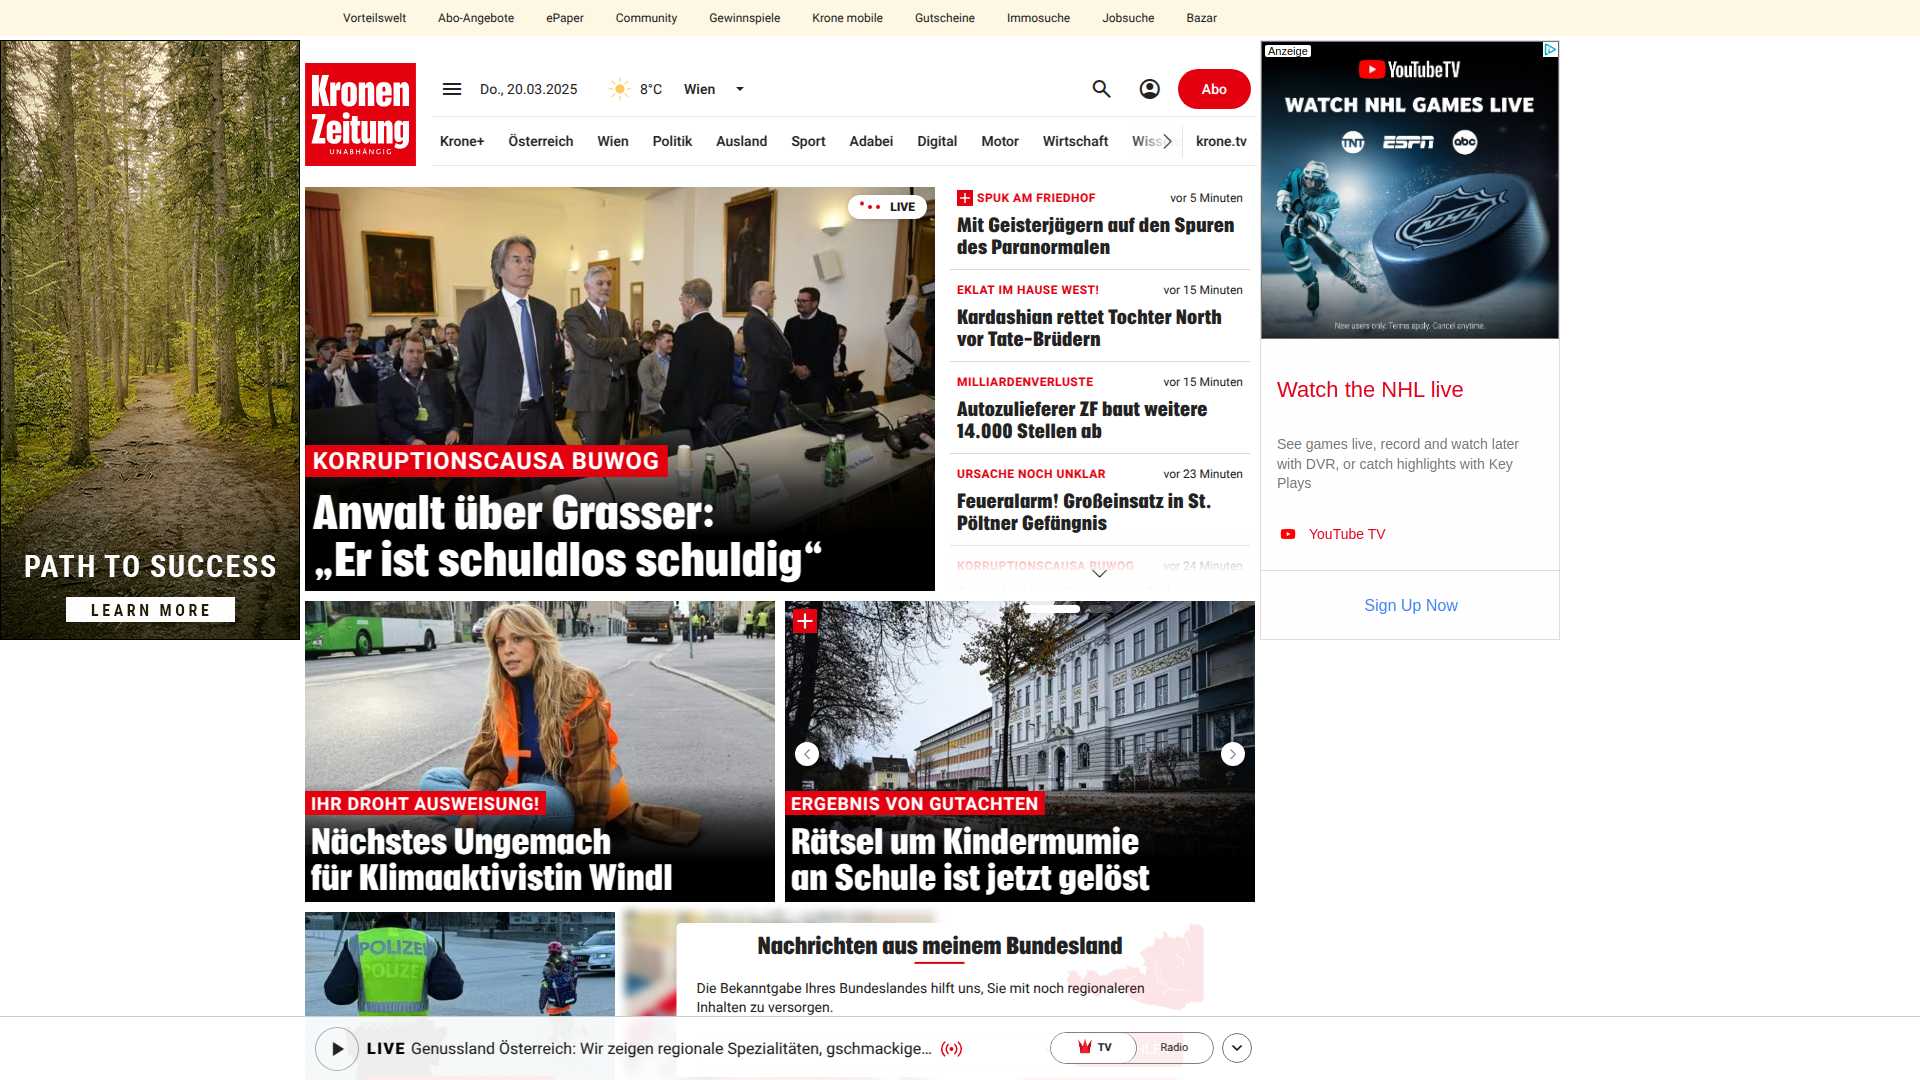 Vorteilswelt Abo-Angebote ePaper Community Gewinnspiele Krone mobile Gutscheine Immosuche Jobsuche Bazar
Kronen
Zeitung
UNABHÄNGIG
Do., 20.03.2025 8°C Wien Abo
Krone+ Österreich Wien Politik Ausland Sport Adabei Digital Motor Wirtschaft Wiss krone.tv
LIVE
KORRUPTIONSCAUSA BUWOG
Anwalt über Grasser:
„Er ist schuldlos schuldig“
SPUK AM FRIEDHOF vor 5 Minuten
Mit Geisterjägern auf den Spuren
des Paranormalen
EKLAT IM HAUSE WEST! vor 15 Minuten
Kardashian rettet Tochter North
vor Tate-Brüdern
MILLIARDENVERLUSTE vor 15 Minuten
Autozulieferer ZF baut weitere
14.000 Stellen ab
URSACHE NOCH UNKLAR vor 23 Minuten
Feueralarm! Großeinsatz in St.
Pöltner Gefängnis
KORRUPTIONSCAUSA BUWOG vor 24 Minuten
IHR DROHT AUSWEISUNG!
Nächstes Ungemach
für Klimaaktivistin Windl
ERGEBNIS VON GUTACHTEN
Rätsel um Kindermumie
an Schule ist jetzt gelöst
POLIZEI
POLIZEI
Nachrichten aus meinem Bundesland
Die Bekanntgabe Ihres Bundeslandes hilft uns, Sie mit noch regionaleren
Inhalten zu versorgen.
LIVE Genussland Österreich: Wir zeigen regionale Spezialitäten, gschmackige...
TV Radio
PATH TO SUCCESS
LEARN MORE
Anzeige
YouTubeTV
WATCH NHL GAMES LIVE
TNT ESPN abc
NHL
New users only. Terms apply. Cancel anytime.
Watch the NHL live
See games live, record and watch later
with DVR, or catch highlights with Key
Plays
YouTube TV
Sign Up Now